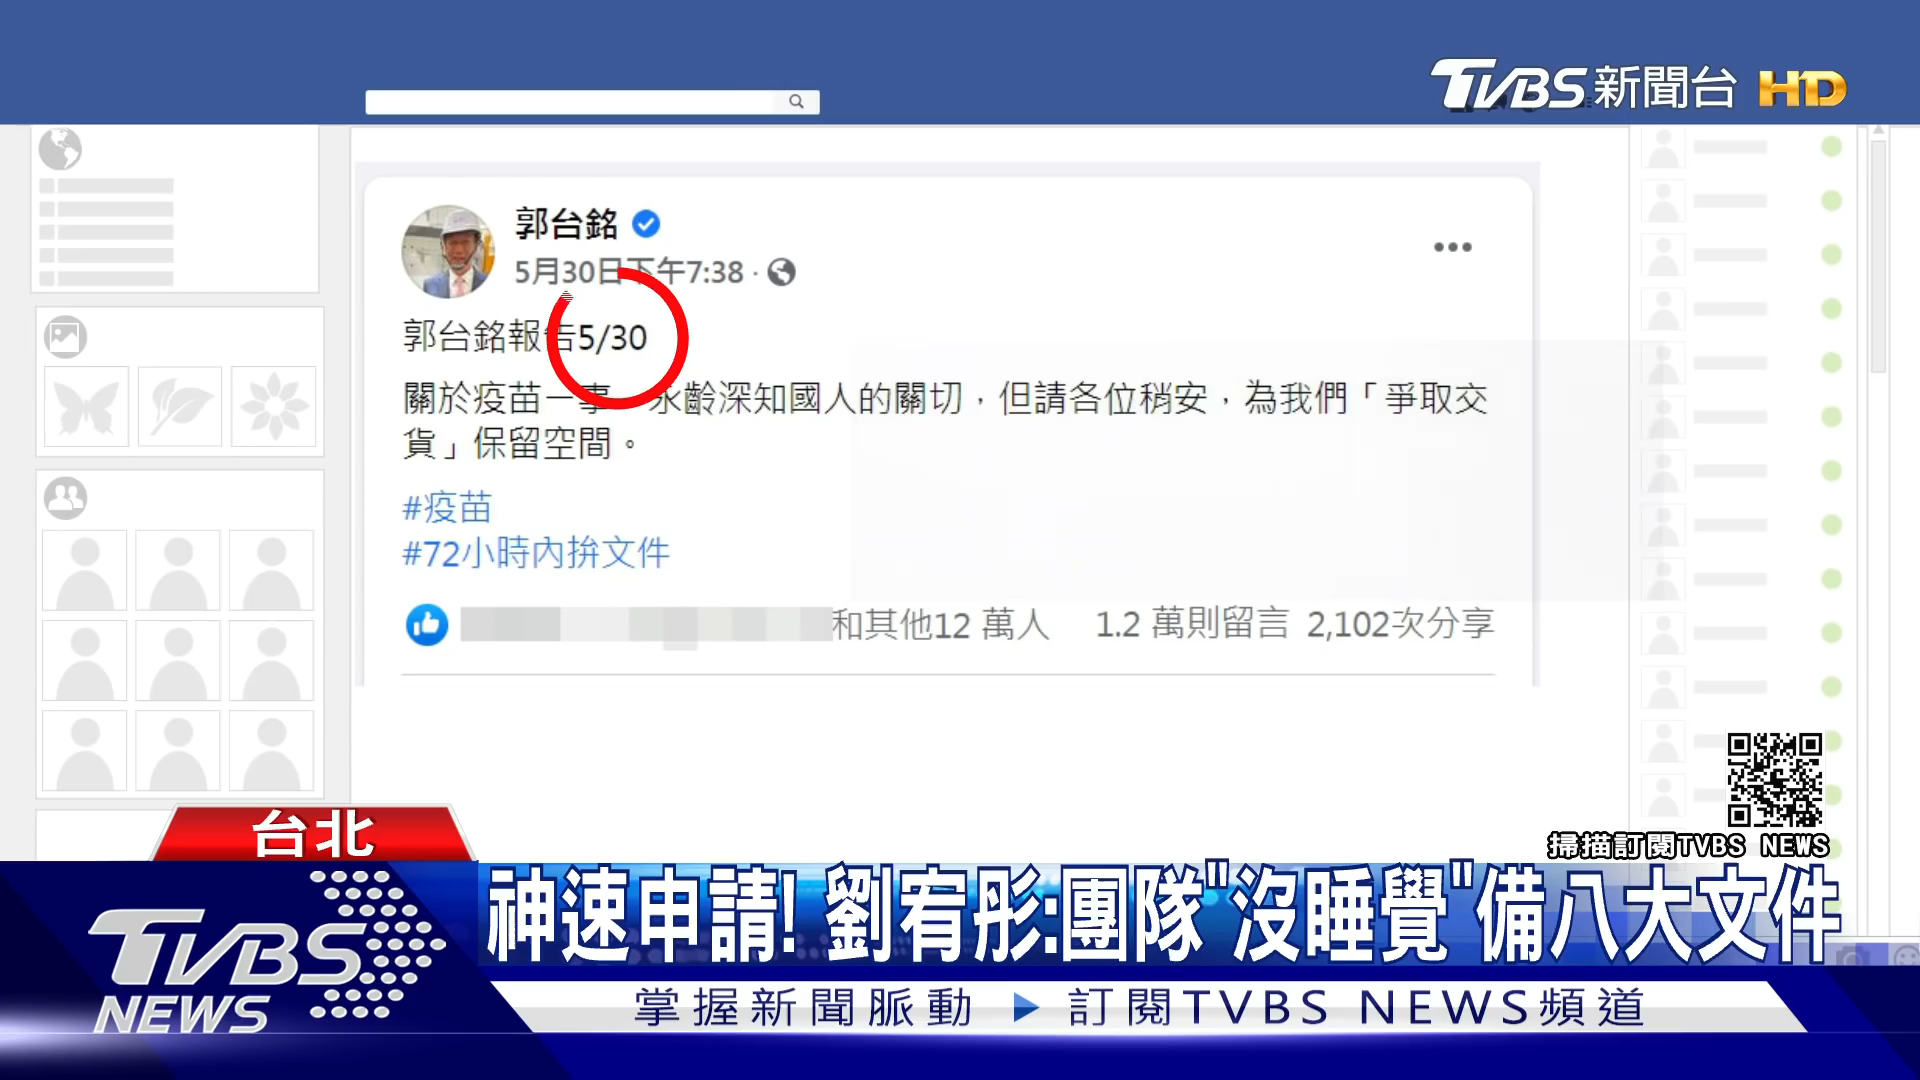 TVBS新聞台 HD
郭台銘
5月30日下午7:38
郭台銘報告5/30
關於疫苗一事，永齡深知國人的關切，但請各位稍安，為我們「爭取交
貨」保留空間。
#疫苗
#72小時內拚文件
和其他12 萬人 1.2 萬則留言 2,102次分享
掃描訂閱TVBS NEWS
台北
神速申請! 劉宥彤:團隊"沒睡覺"備八大文件
TVBS NEWS
掌握新聞脈動 ▶ 訂閱TVBS NEWS頻道